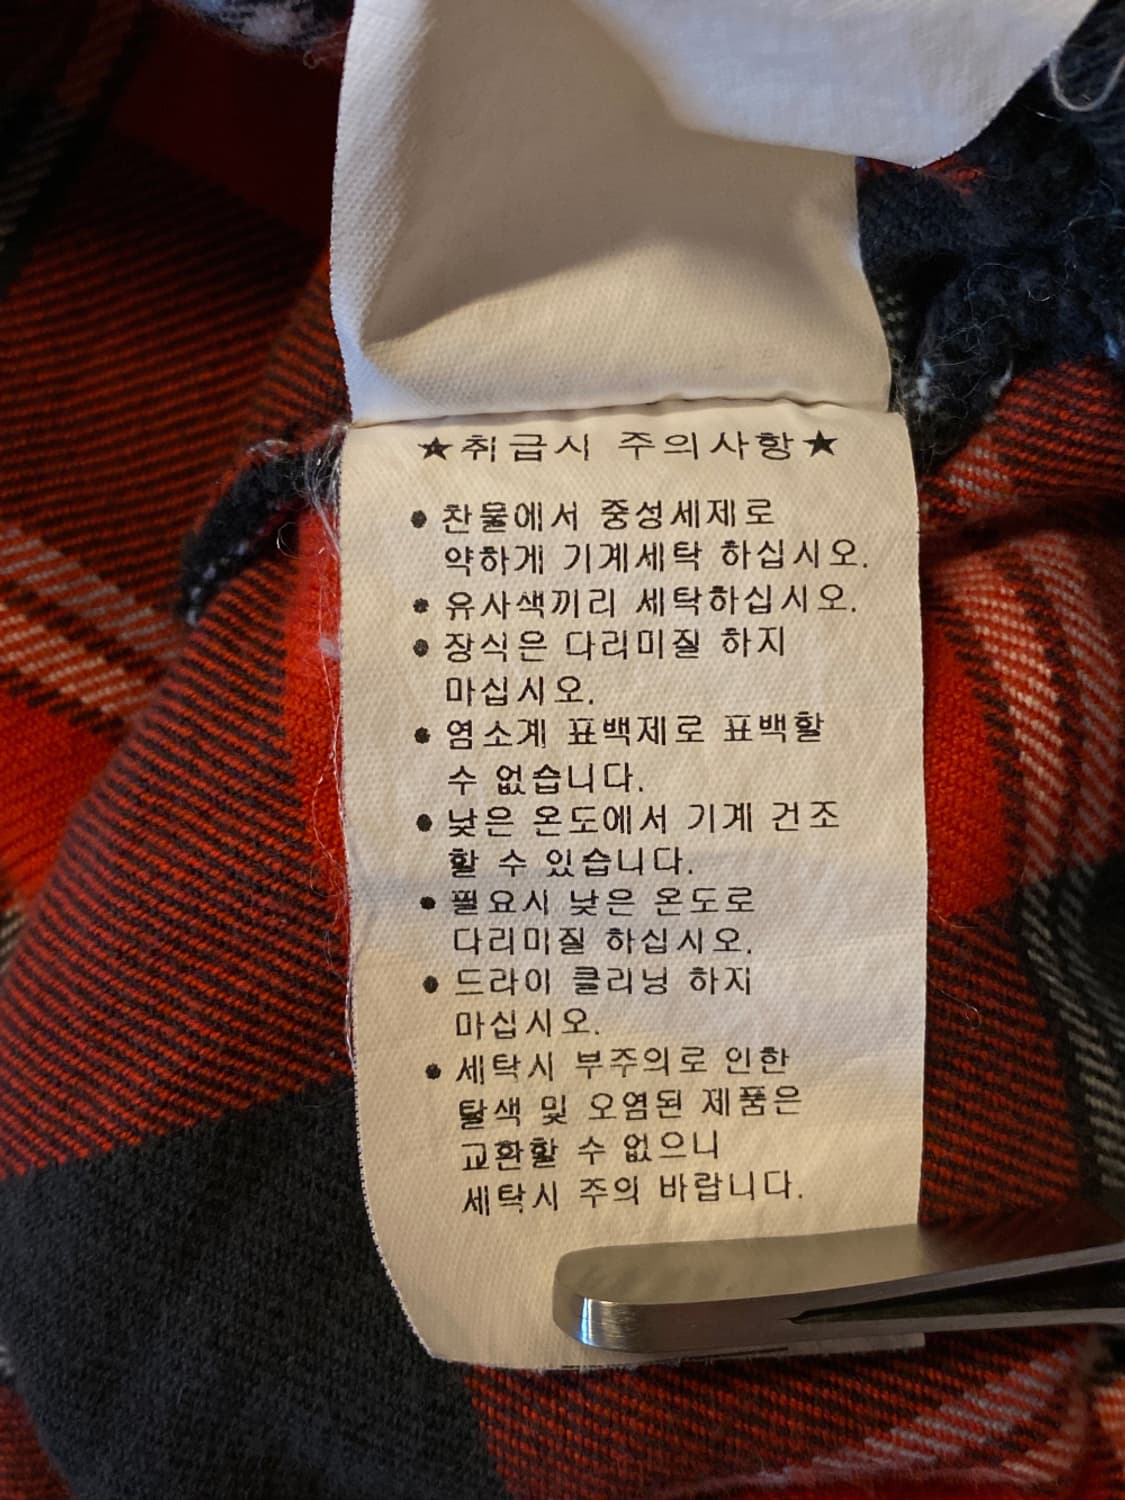 ★취급시 주의사항★
● 찬물에서 중성세제로
약하게 기계세탁 하십시오.
● 유사색끼리 세탁하십시오.
● 장식은 다리미질 하지
마십시오.
● 염소계 표백제로 표백할
수 없습니다.
● 낮은 온도에서 기계 건조
할 수 있습니다.
● 필요시 낮은 온도로
다리미질 하십시오.
● 드라이 클리닝 하지
마십시오.
● 세탁시 부주의로 인한
탈색 및 오염된 제품은
교환할 수 없으니
세탁시 주의 바랍니다.